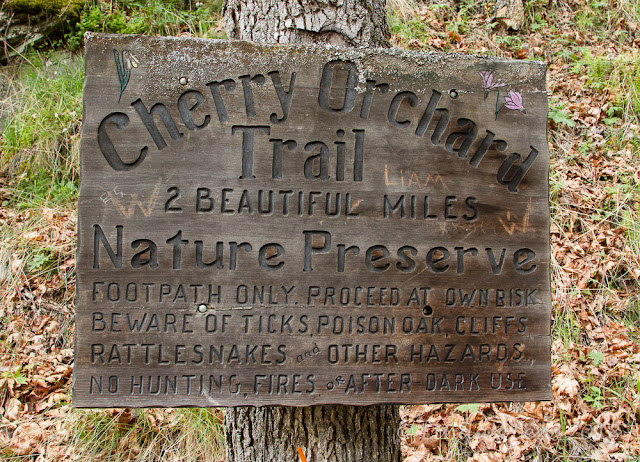 Cherry Orchard
Trail
LIAM
W
2 BEAUTIFUL MILES
W
Nature Preserve
FOOTPATH ONLY. PROCEED AT OWN RISK
BEWARE OF TICKS, POISON OAK, CLIFFS,
RATTLESNAKES and OTHER HAZARDS.
NO HUNTING, FIRES or AFTER DARK USE